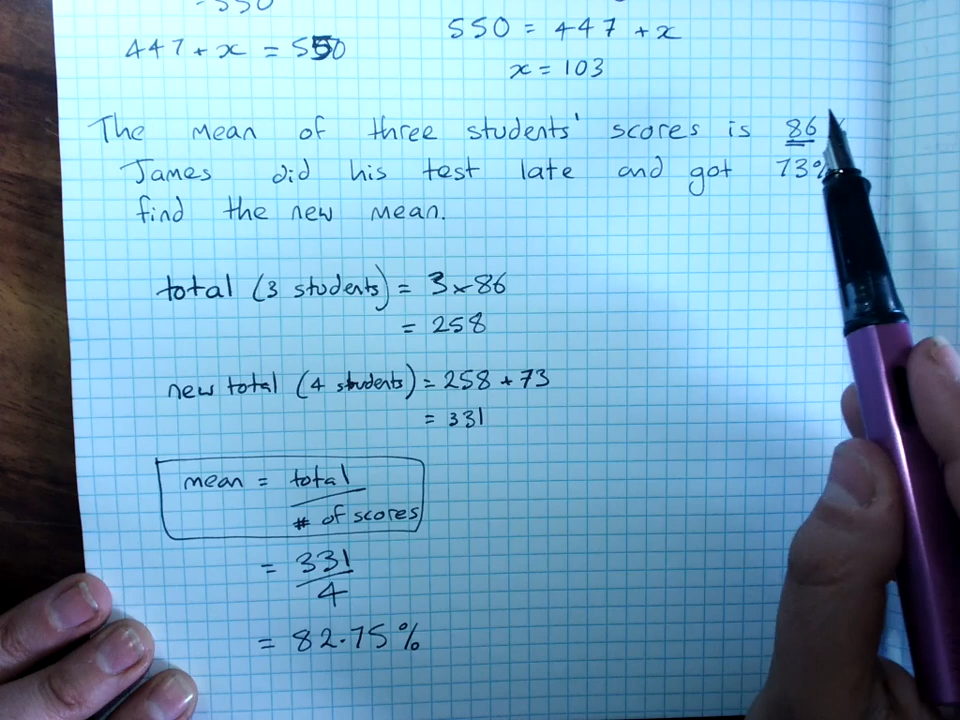 447 + x = 550
550 = 447 + x
x = 103
The mean of three students' scores is 86
James did his test late and got 73%
find the new mean.
total (3 students) = 3 × 86
= 258
new total (4 students) = 258 + 73
= 331
mean = total
# of scores
= 331
4
= 82.75%